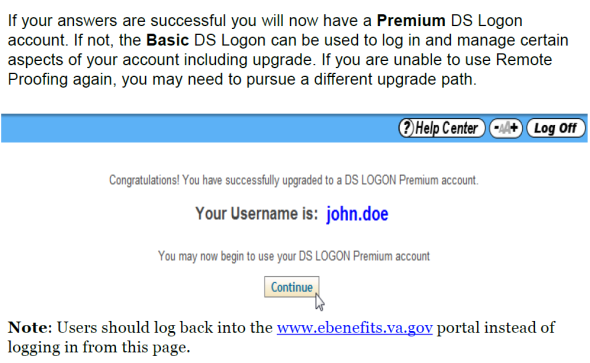 If your answers are successful you will now have a Premium DS Logon
account. If not, the Basic DS Logon can be used to log in and manage certain
aspects of your account including upgrade. If you are unable to use Remote
Proofing again, you may need to pursue a different upgrade path.
?Help Center -AA+ Log Off
Congratulations! You have successfully upgraded to a DS LOGON Premium account.
Your Username is: john.doe
You may now begin to use your DS LOGON Premium account
Continue
Note: Users should log back into the www.ebenefits.va.gov portal instead of
logging in from this page.